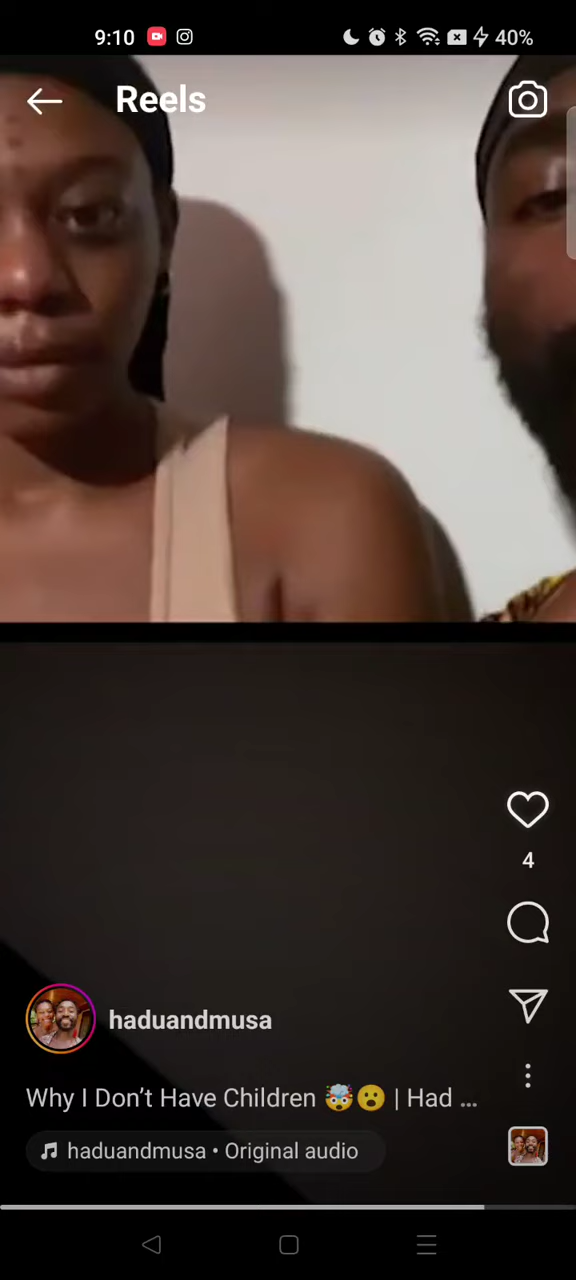 9:10
40%
Reels
4
haduandmusa
Why I Don’t Have Children 🤯😮 | Had ...
haduandmusa • Original audio